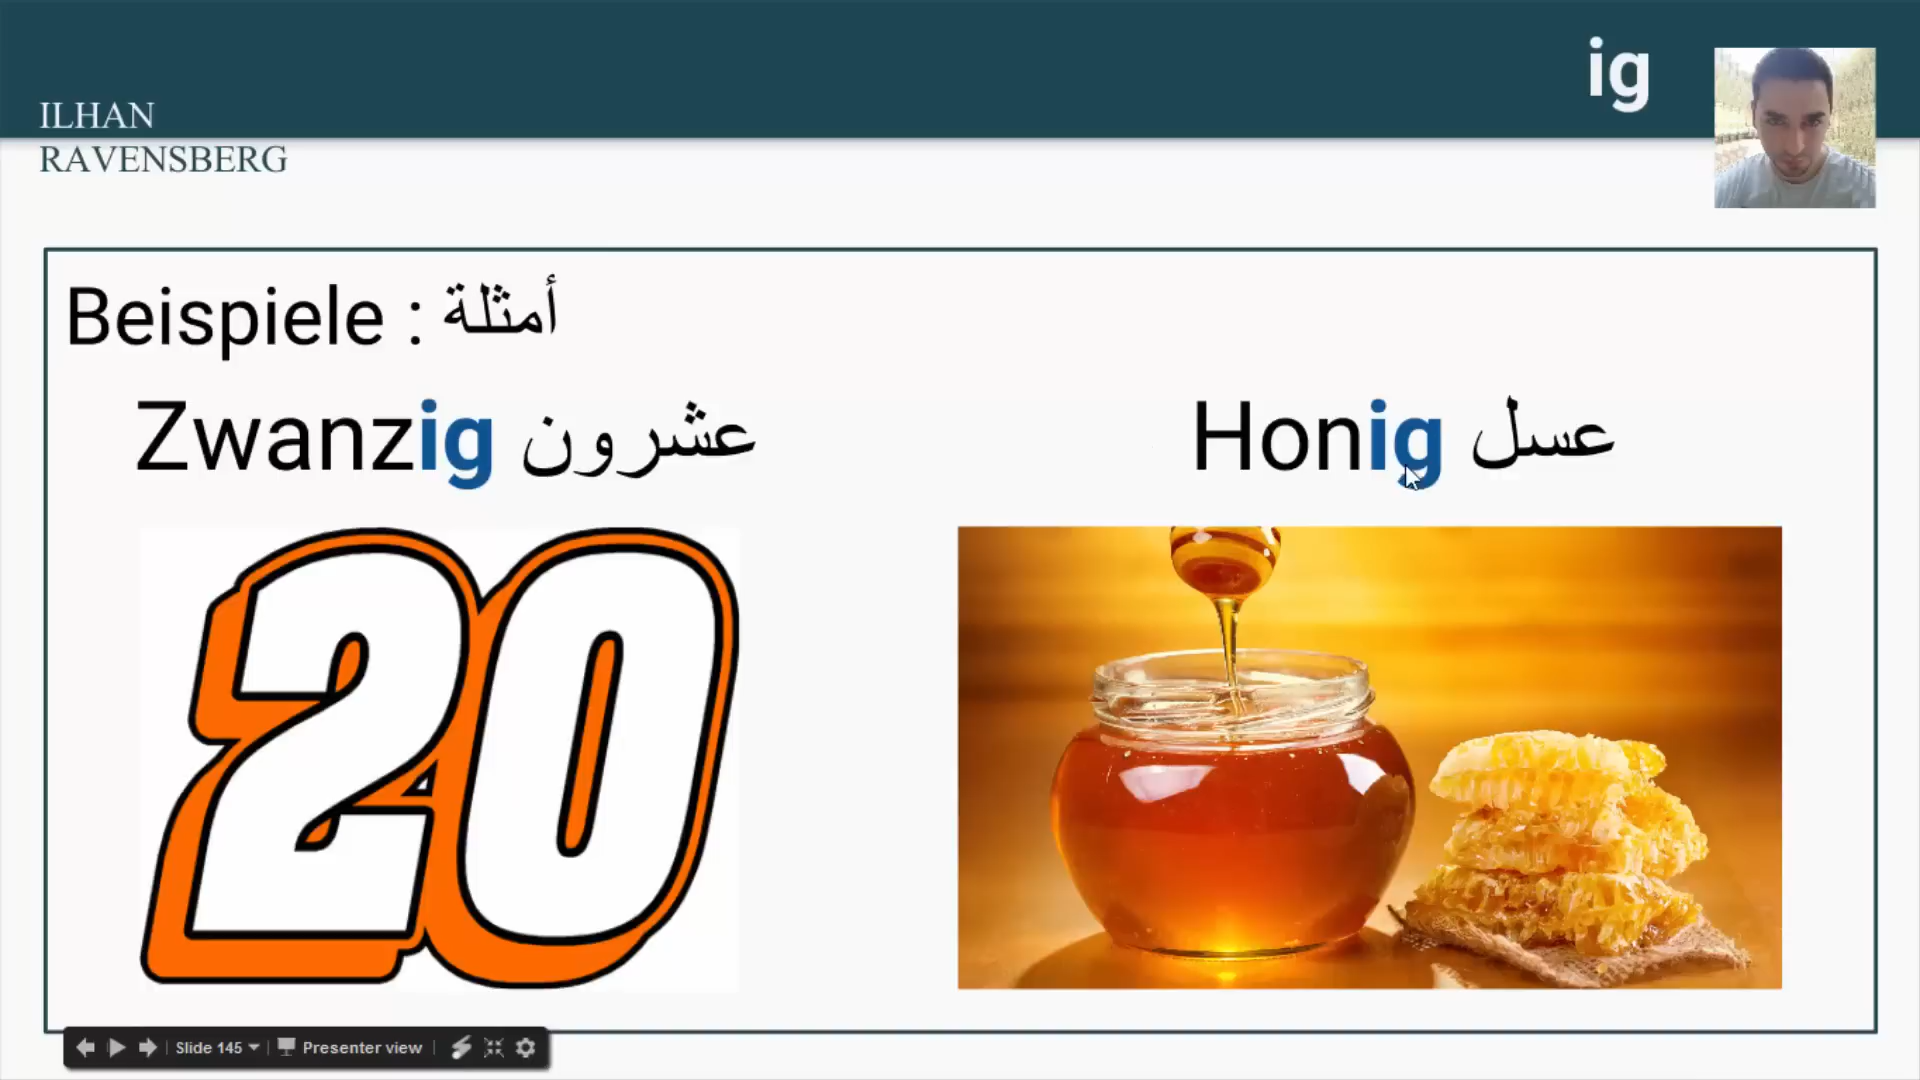 ig
ILHAN
RAVENSBERG
Beispiele : أمثلة
Zwanzig عشرون
Honig عسل
20
Slide 145
Presenter view